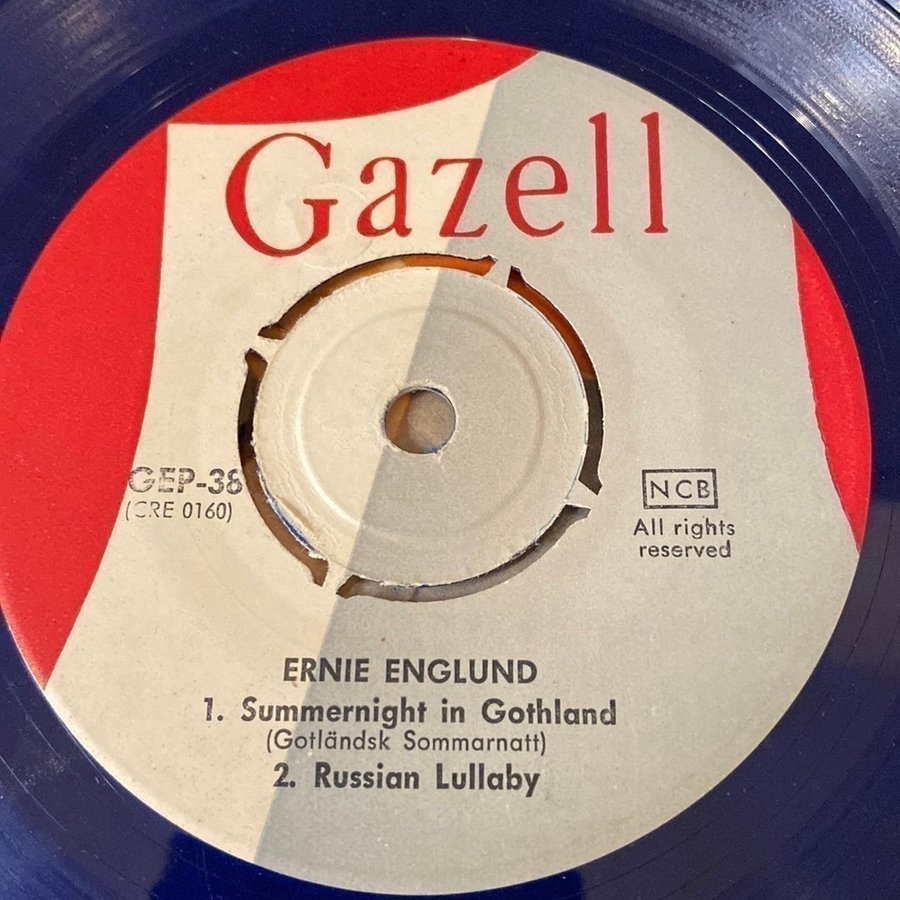 Gazell
GEP-38
(CRE 0160)
NCB
All rights
reserved
ERNIE ENGLUND
1. Summernight in Gothland
(Gotländsk Sommarnatt)
2. Russian Lullaby